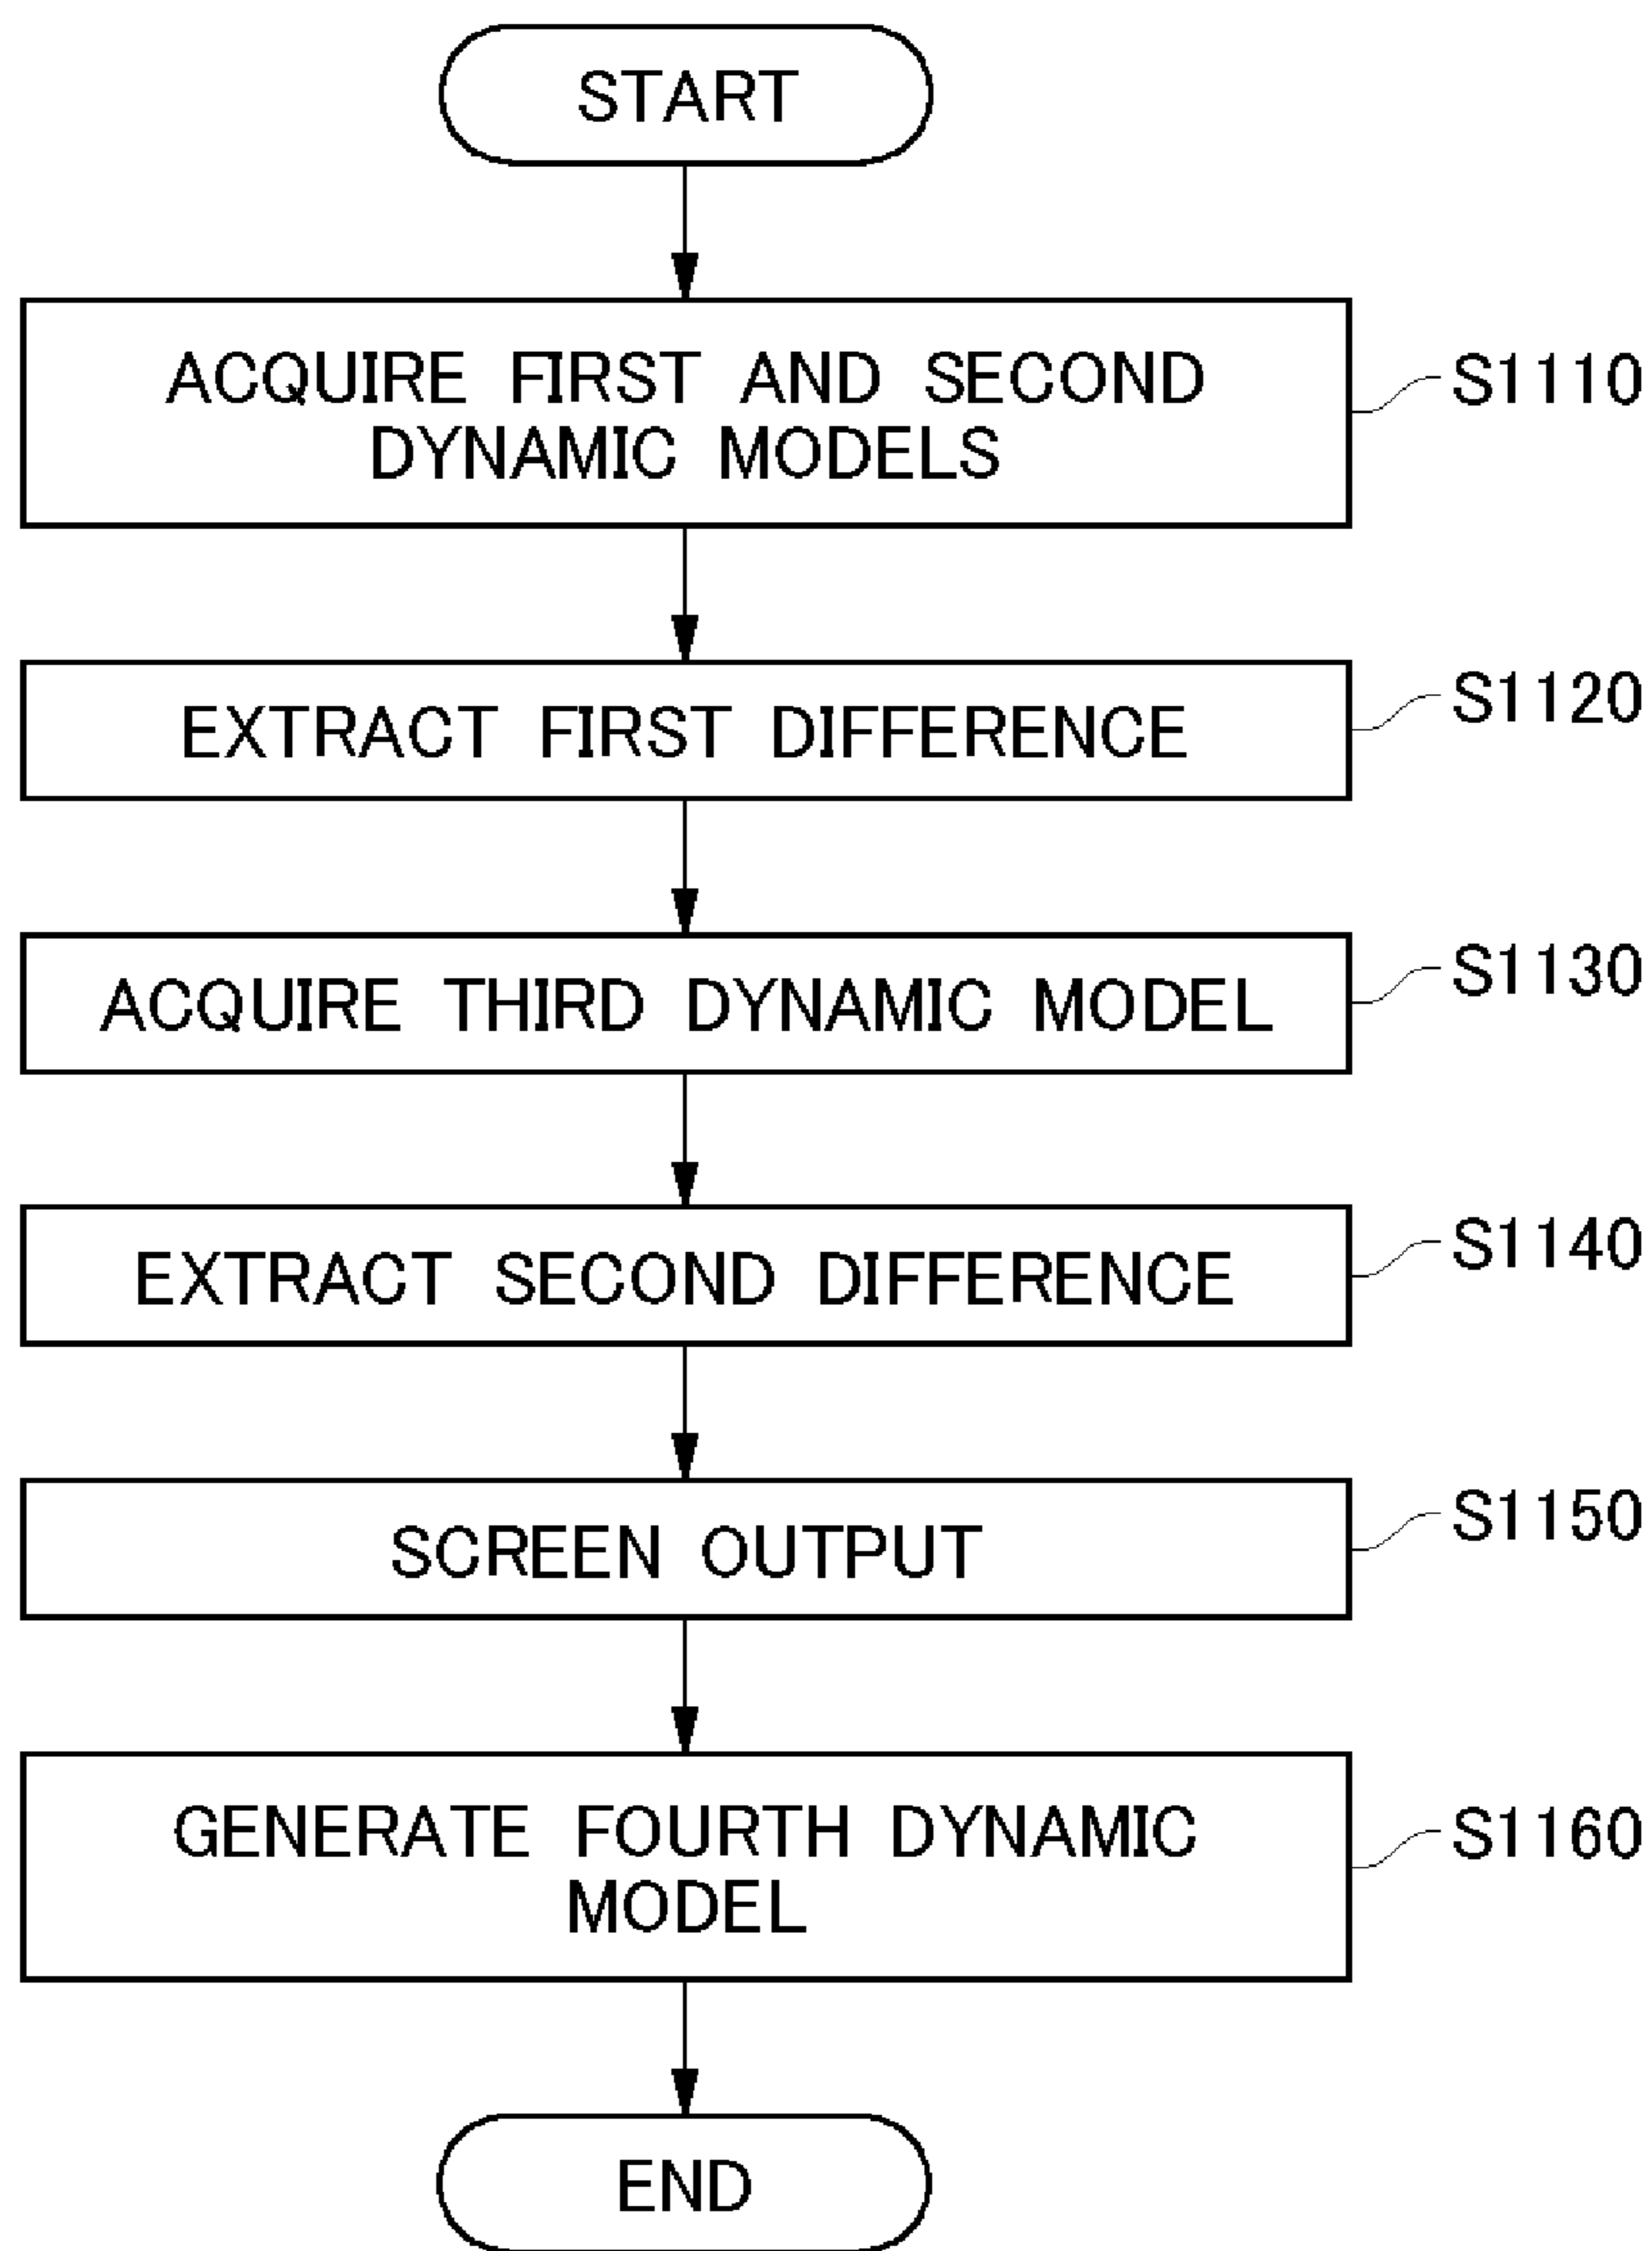 START
ACQUIRE FIRST AND SECOND
DYNAMIC MODELS
S1110
EXTRACT FIRST DIFFERENCE
S1120
ACQUIRE THIRD DYNAMIC MODEL
S1130
EXTRACT SECOND DIFFERENCE
S1140
SCREEN OUTPUT
S1150
GENERATE FOURTH DYNAMIC
MODEL
S1160
END